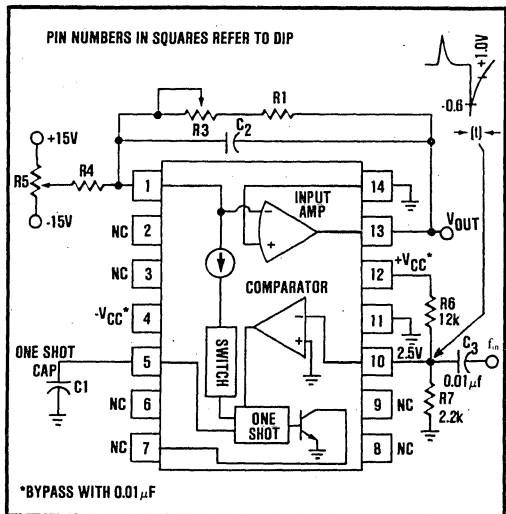 PIN NUMBERS IN SQUARES REFER TO DIP
+1.0V
-0.6
(t)
R3
R1
C2
+15V
R5
R4
-15V
1
14
INPUT
AMP
NC 2
13
VOUT
12
+VCC*
NC 3
COMPARATOR
R6
12k
-VCC* 4
11
ONE SHOT
CAP
5
10
2.5V
C3
fin
0.01µf
C1
SWITCH
R7
2.2k
NC 6
9 NC
ONE
SHOT
NC
7
8 NC
*BYPASS WITH 0.01µF